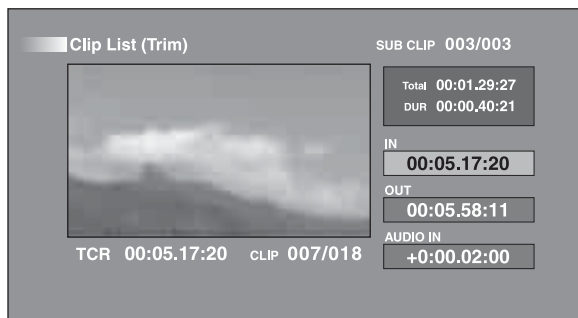 Clip List (Trim)
SUB CLIP 003/003
Total 00:01.29:27
DUR 00:00.40:21
IN
00:05.17:20
OUT
00:05.58:11
AUDIO IN
+0:00.02:00
TCR 00:05.17:20 CLIP 007/018